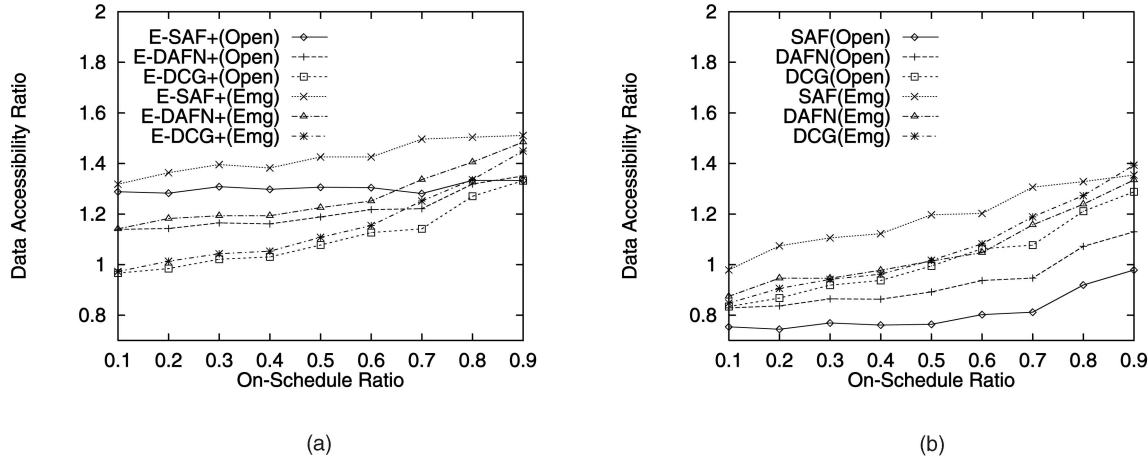 2
1.8
1.6
1.4
1.2
1
0.8
Data Accessibility Ratio
E-SAF+(Open)
E-DAFN+(Open)
E-DCG+(Open)
E-SAF+(Emg)
E-DAFN+(Emg)
E-DCG+(Emg)
0.1 0.2 0.3 0.4 0.5 0.6 0.7 0.8 0.9
On-Schedule Ratio
(a)
2
1.8
1.6
1.4
1.2
1
0.8
Data Accessibility Ratio
SAF(Open)
DAFN(Open)
DCG(Open)
SAF(Emg)
DAFN(Emg)
DCG(Emg)
0.1 0.2 0.3 0.4 0.5 0.6 0.7 0.8 0.9
On-Schedule Ratio
(b)